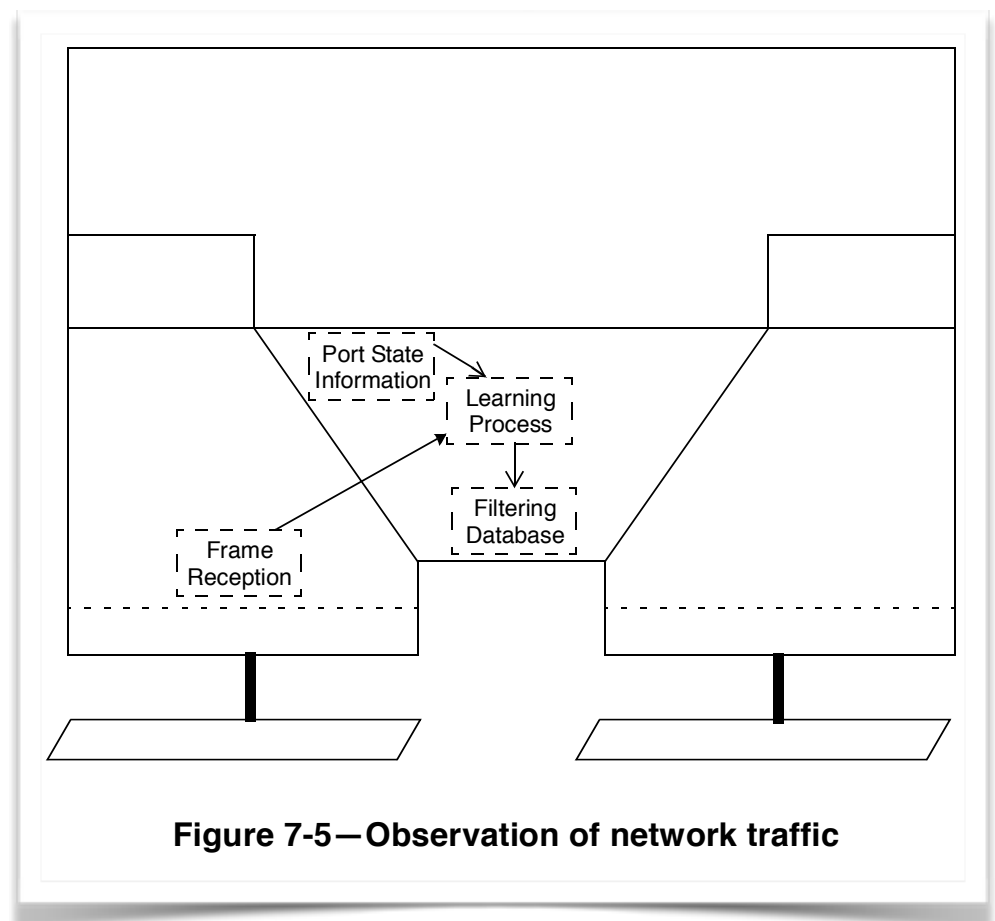 Port State
Information
Learning
Process
Filtering
Database
Frame
Reception
Figure 7-5—Observation of network traffic